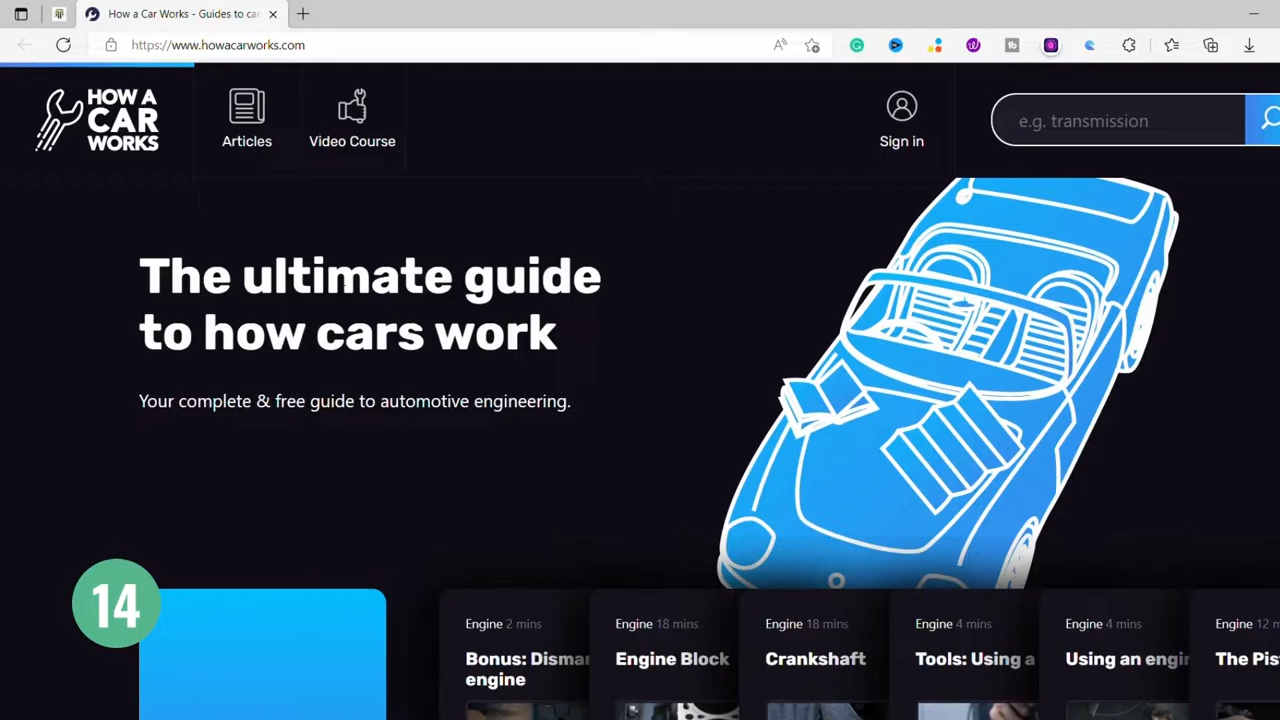 How a Car Works - Guides to car
https://www.howacarworks.com
HOW A
CAR
WORKS
Articles
Video Course
Sign in
e.g. transmission
The ultimate guide
to how cars work
Your complete & free guide to automotive engineering.
14
Engine 2 mins
Bonus: Disman
engine
Engine 18 mins
Engine Block
Engine 18 mins
Crankshaft
Engine 4 mins
Tools: Using a
Engine 4 mins
Using an engin
Engine 12 m
The Pis